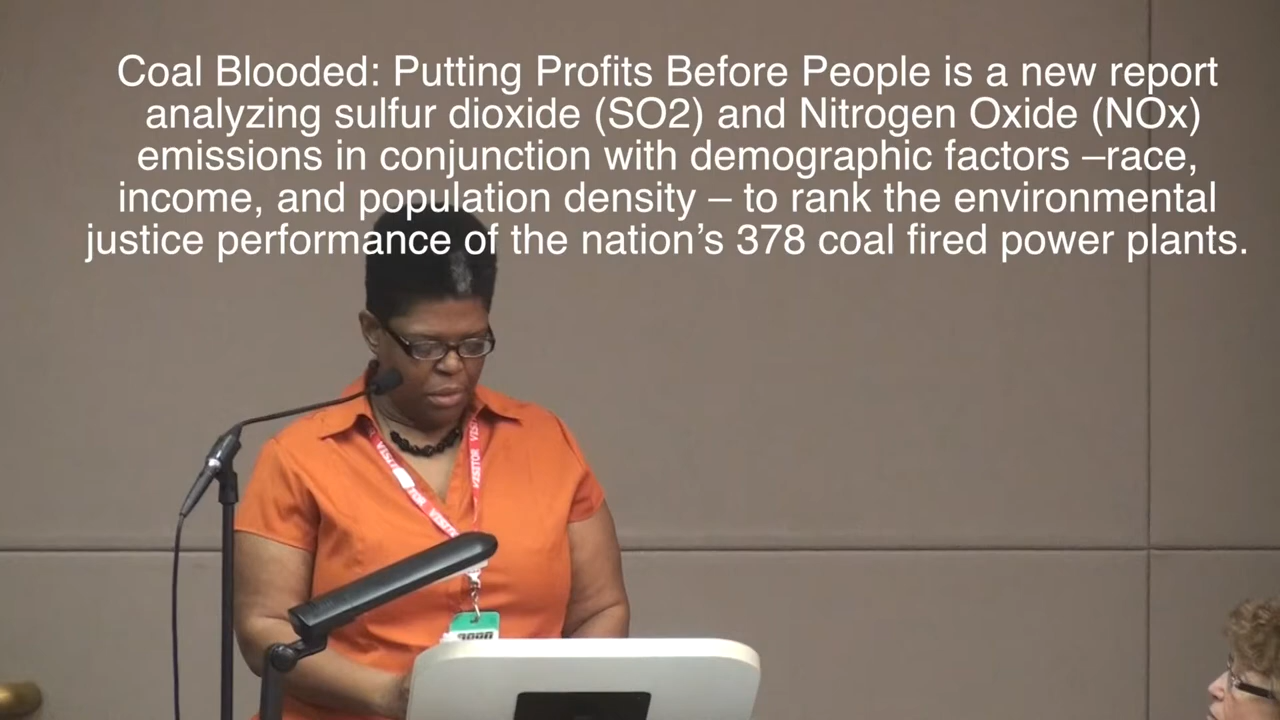 Coal Blooded: Putting Profits Before People is a new report
analyzing sulfur dioxide (SO2) and Nitrogen Oxide (NOx)
emissions in conjunction with demographic factors –race,
income, and population density – to rank the environmental
justice performance of the nation’s 378 coal fired power plants.
VISITOR
VISITOR